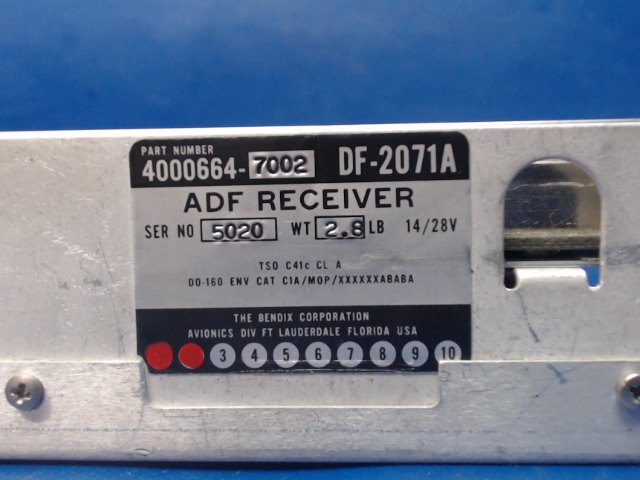 PART NUMBER
4000664-7002 DF-2071A
ADF RECEIVER
SER NO 5020 WT 2.8 LB 14/28V
TSO C41c CL A
DO-160 ENV CAT C1A/MOP/XXXXXXABABA
THE BENDIX CORPORATION
AVIONICS DIV FT LAUDERDALE FLORIDA USA
3 4 5 6 7 8 9 10